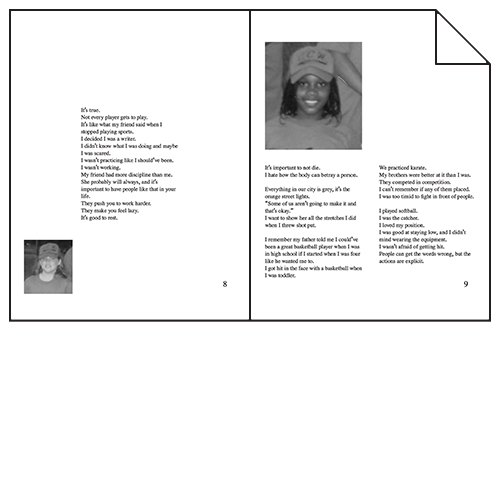 It's true.
Not every player gets to play.
It's like what my friend said when I
stopped playing sports.
I decided I was a writer.
I didn't know what I was doing and maybe
I was scared.
I wasn't practicing like I should've been.
I wasn't working.
My friend had more discipline than me.
She probably will always, and it's
important to have people like that in your
life.
They push you to work harder.
They make you feel lazy.
It's good to rest.
8
It's important to not die.
I hate how the body can betray a person.
Everything in our city is grey, it's the
orange street lights.
"Some of us aren't going to make it and
that's okay."
I want to show her all the stretches I did
when I threw shot put.
I remember my father told me I could've
been a great basketball player when I was
in high school if I started when I was four
like he wanted me to.
I got hit in the face with a basketball when
I was toddler.
We practiced karate.
My brothers were better at it than I was.
They competed in competition.
I can't remember if any of them placed.
I was too timid to fight in front of people.
I played softball.
I was the catcher.
I loved my position.
I was good at staying low, and I didn't
mind wearing the equipment.
I wasn't afraid of getting hit.
People can get the words wrong, but the
actions are explicit.
9